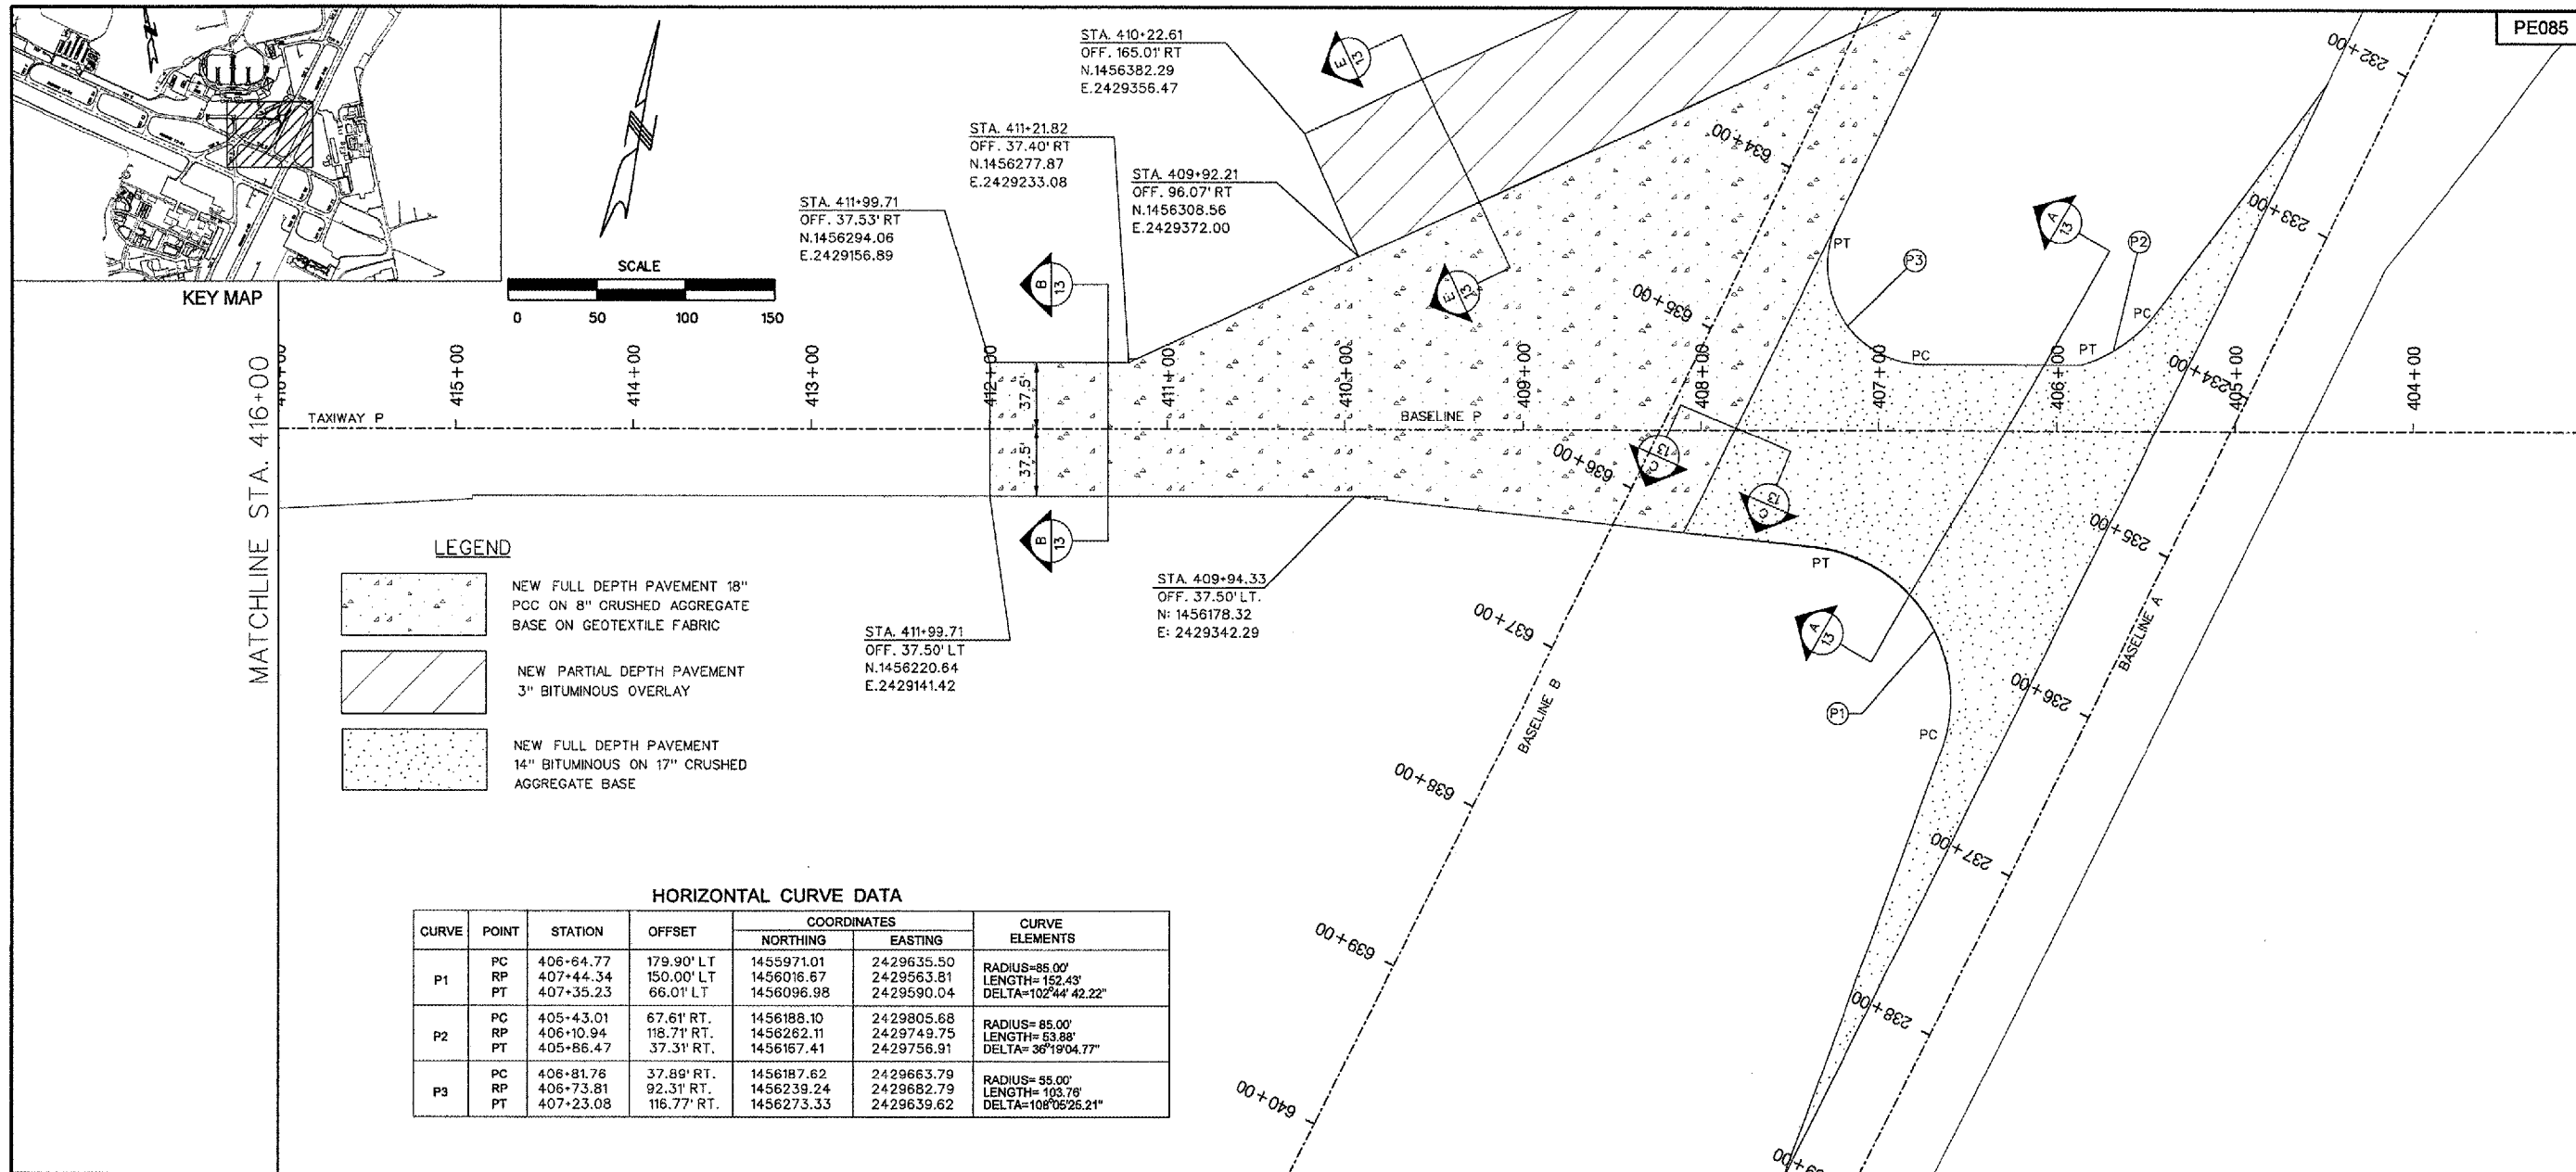 PE085
KEY MAP
SCALE
0 50 100 150
STA. 410+22.61
OFF. 165.01' RT
N.1456382.29
E.2429356.47
STA. 411+21.82
OFF. 37.40' RT
N.1456277.87
E.2429233.08
STA. 409+92.21
OFF. 96.07' RT
N.1456308.56
E.2429372.00
STA. 411+99.71
OFF. 37.53' RT
N.1456294.06
E.2429156.89
E
13
E
13
B
13
B
13
A
13
A
13
C
13
C
13
PT
P3
PC
P2
PC
PT
PT
P1
PC
232+00
233+00
234+00
235+00
236+00
237+00
238+00
634+00
635+00
636+00
637+00
638+00
639+00
640+00
MATCHLINE STA. 416+00
415+00
414+00
413+00
412+00
411+00
410+00
409+00
408+00
407+00
406+00
405+00
404+00
TAXIWAY P
BASELINE P
37.5'
37.5'
BASELINE B
BASELINE A
STA. 411+99.71
OFF. 37.50' LT
N.1456220.64
E.2429141.42
STA. 409+94.33
OFF. 37.50' LT.
N: 1456178.32
E: 2429342.29
LEGEND
NEW FULL DEPTH PAVEMENT 18"
PCC ON 8" CRUSHED AGGREGATE
BASE ON GEOTEXTILE FABRIC
NEW PARTIAL DEPTH PAVEMENT
3" BITUMINOUS OVERLAY
NEW FULL DEPTH PAVEMENT
14" BITUMINOUS ON 17" CRUSHED
AGGREGATE BASE
HORIZONTAL CURVE DATA
CURVE POINT STATION OFFSET COORDINATES CURVE ELEMENTS
NORTHING EASTING
P1
PC 406+64.77 179.90' LT 1455971.01 2429635.50 RADIUS=85.00'
RP 407+44.34 150.00' LT 1456016.67 2429563.81 LENGTH= 152.43'
PT 407+35.23 66.01' LT 1456096.98 2429590.04 DELTA=102°44' 42.22"
P2
PC 405+43.01 67.61' RT. 1456188.10 2429805.68 RADIUS= 85.00'
RP 406+10.94 118.71' RT. 1456262.11 2429749.75 LENGTH= 53.88'
PT 405+86.47 37.31' RT. 1456167.41 2429756.91 DELTA= 36°19'04.77"
P3
PC 406+81.76 37.89' RT. 1456187.62 2429663.79 RADIUS= 55.00'
RP 406+73.81 92.31' RT. 1456239.24 2429682.79 LENGTH= 103.76'
PT 407+23.08 116.77' RT. 1456273.33 2429639.62 DELTA=108°05'25.21"